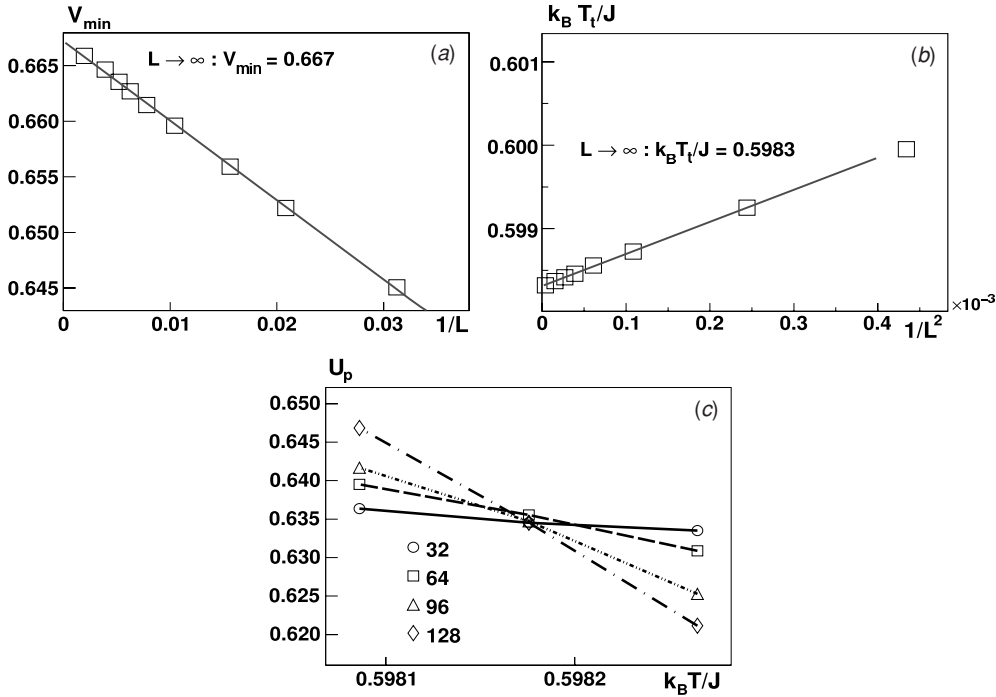 V_min
(a)
L → ∞ : V_min = 0.667
0.665
0.660
0.655
0.650
0.645
0 0.01 0.02 0.03 1/L
k_B T_t/J
(b)
0.601
L → ∞ : k_B T_t/J = 0.5983
0.600
0.599
×10⁻³
0 0.1 0.2 0.3 0.4 1/L²
U_p
(c)
0.650
0.645
0.640
0.635
0.630
0.625
0.620
32
64
96
128
0.5981 0.5982 k_BT/J